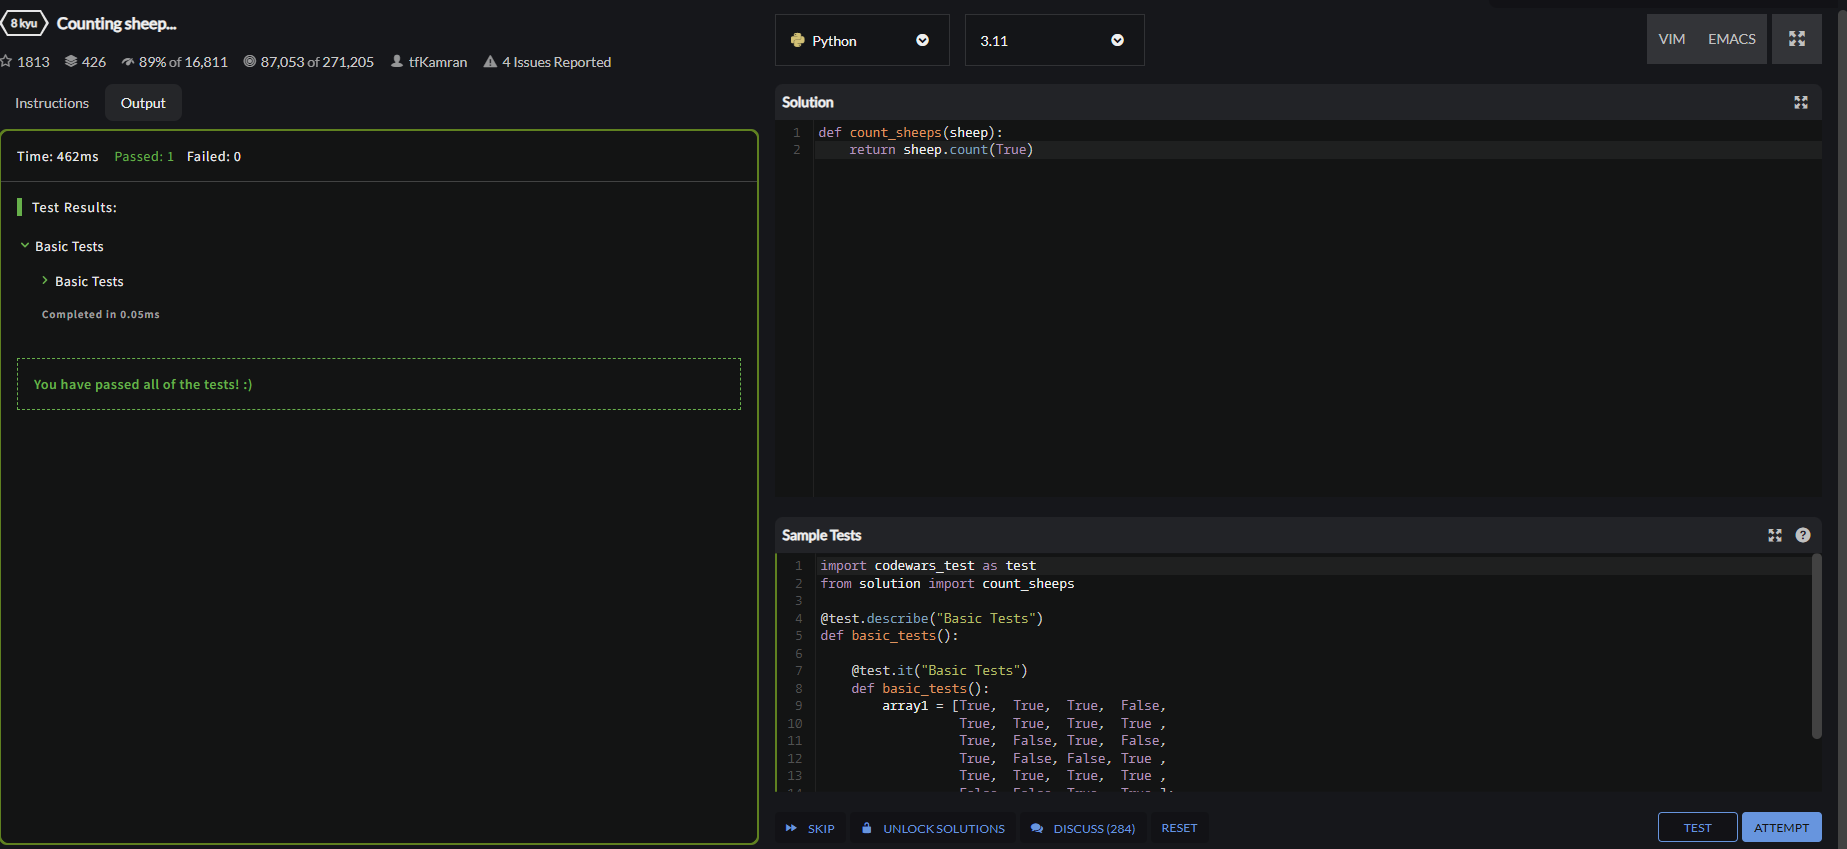 8 kyu Counting sheep...
1813 426 89% of 16,811 87,053 of 271,205 tfKamran 4 Issues Reported
Instructions Output
Time: 462ms Passed: 1 Failed: 0
Test Results:
Basic Tests
Basic Tests
Completed in 0.05ms
You have passed all of the tests! :)
Python 3.11 VIM EMACS
Solution
1 def count_sheeps(sheep):
2     return sheep.count(True)
Sample Tests ?
1 import codewars_test as test
2 from solution import count_sheeps
3
4 @test.describe("Basic Tests")
5 def basic_tests():
6
7     @test.it("Basic Tests")
8     def basic_tests():
9         array1 = [True,  True,  True,  False,
10                   True,  True,  True,  True ,
11                   True,  False, True,  False,
12                   True,  False, False, True ,
13                   True,  True,  True,  True ,
SKIP UNLOCK SOLUTIONS DISCUSS (284) RESET TEST ATTEMPT